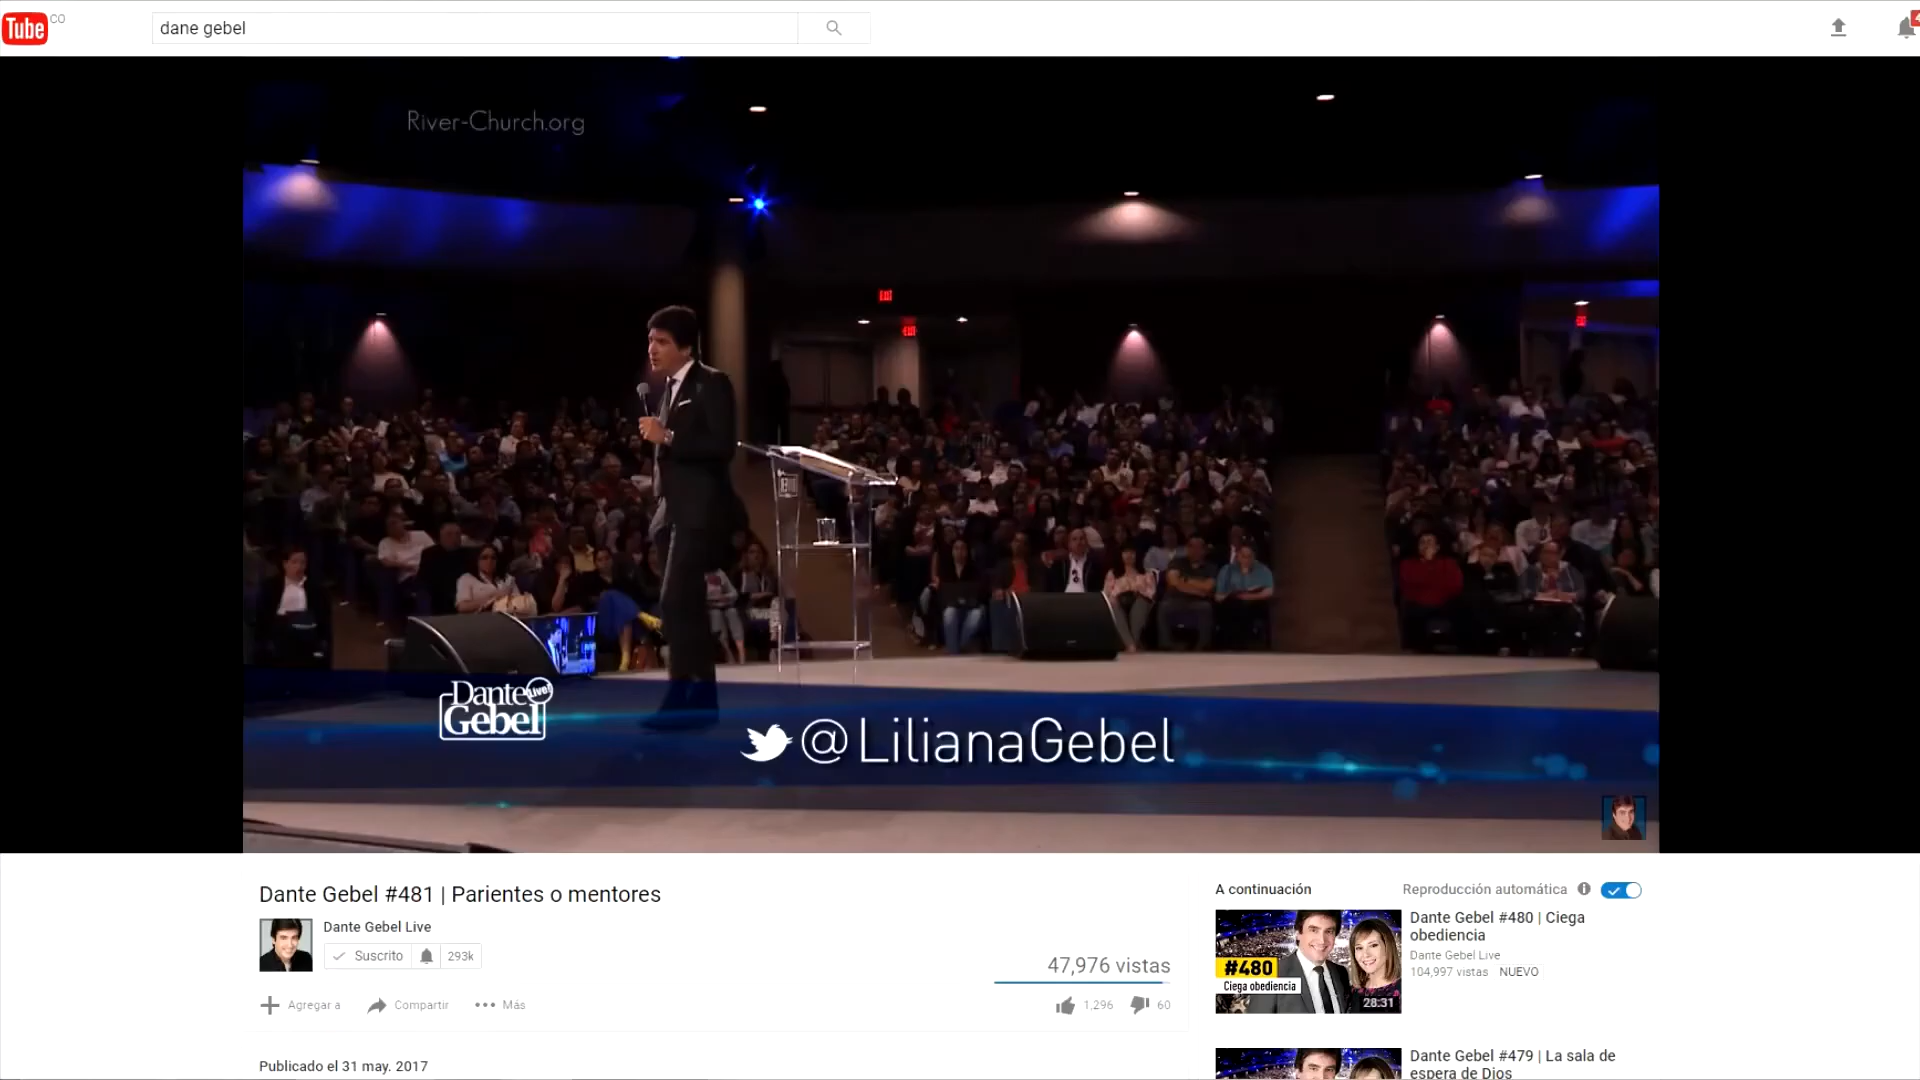 Tube CO
dane gebel
River-Church.org
EXIT
Dante Live!
Gebel
@LilianaGebel
Dante Gebel #481 | Parientes o mentores
Dante Gebel Live
Suscrito 293k
47,976 vistas
Agregar a Compartir Más
1,296 60
Publicado el 31 may. 2017
A continuación Reproducción automática
#480
Ciega obediencia
28:31
Dante Gebel #480 | Ciega
obediencia
Dante Gebel Live
104,997 vistas NUEVO
Dante Gebel #479 | La sala de
espera de Dios